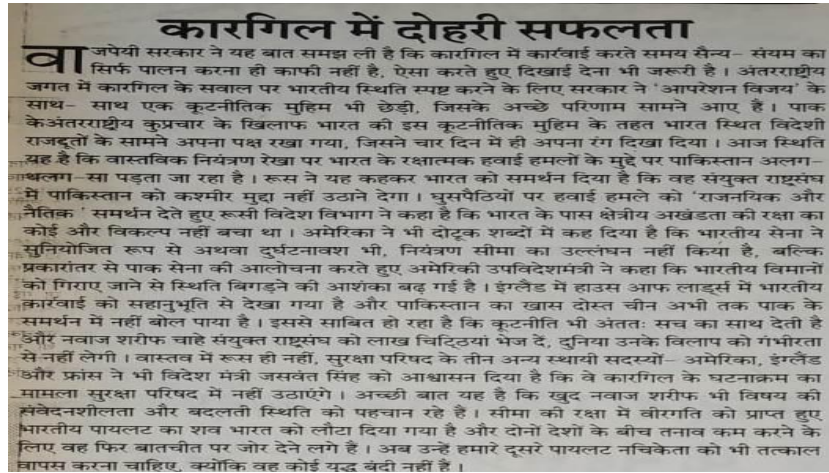 कारगिल में दोहरी सफलता
वाजपेयी सरकार ने यह बात समझ ली है कि कारगिल में कार्रवाई करते समय सैन्य- संयम का
सिर्फ पालन करना ही काफी नहीं है, ऐसा करते हुए दिखाई देना भी जरूरी है । अंतरराष्ट्रीय
जगत में कारगिल के सवाल पर भारतीय स्थिति स्पष्ट करने के लिए सरकार ने 'आपरेशन विजय' के
साथ- साथ एक कूटनीतिक मुहिम भी छेड़ी, जिसके अच्छे परिणाम सामने आए हैं । पाक
केअंतरराष्ट्रीय कुप्रचार के खिलाफ भारत की इस कूटनीतिक मुहिम के तहत भारत स्थित विदेशी
राजदूतों के सामने अपना पक्ष रखा गया, जिसने चार दिन में ही अपना रंग दिखा दिया । आज स्थिति
यह है कि वास्तविक नियंत्रण रेखा पर भारत के रक्षात्मक हवाई हमलों के मुद्दे पर पाकिस्तान अलग-
थलग- सा पड़ता जा रहा है । रूस ने यह कहकर भारत को समर्थन दिया है कि वह संयुक्त राष्ट्रसंघ
में पाकिस्तान को कश्मीर मुद्दा नहीं उठाने देगा । घुसपैठियों पर हवाई हमले को 'राजनयिक और
नैतिक ' समर्थन देते हुए रूसी विदेश विभाग ने कहा है कि भारत के पास क्षेत्रीय अखंडता की रक्षा का
कोई और विकल्प नहीं बचा था । अमेरिका ने भी दोटूक शब्दों में कह दिया है कि भारतीय सेना ने
सुनियोजित रूप से अथवा दुर्घटनावश भी, नियंत्रण सीमा का उल्लंघन नहीं किया है, बल्कि
प्रकारांतर से पाक सेना की आलोचना करते हुए अमेरिकी उपविदेशमंत्री ने कहा कि भारतीय विमानों
को गिराए जाने से स्थिति बिगड़ने की आशंका बढ़ गई है । इंग्लैंड में हाउस आफ लार्ड्स में भारतीय
कार्रवाई को सहानुभूति से देखा गया है और पाकिस्तान का खास दोस्त चीन अभी तक पाक के
समर्थन में नहीं बोल पाया है । इससे साबित हो रहा है कि कूटनीति भी अंततः सच का साथ देती है
और नवाज शरीफ चाहे संयुक्त राष्ट्रसंघ को लाख चिट्ठियां भेज दें, दुनिया उनके विलाप को गंभीरता
से नहीं लेगी । वास्तव में रूस ही नहीं, सुरक्षा परिषद के तीन अन्य स्थायी सदस्यों- अमेरिका, इंग्लैंड
और फ्रांस ने भी विदेश मंत्री जसवंत सिंह को आश्वासन दिया है कि वे कारगिल के घटनाक्रम का
मामला सुरक्षा परिषद में नहीं उठाएंगे । अच्छी बात यह है कि खुद नवाज शरीफ भी विषय की
संवेदनशीलता और बदलती स्थिति को पहचान रहे हैं । सीमा की रक्षा में वीरगति को प्राप्त हुए
भारतीय पायलट का शव भारत को लौटा दिया गया है और दोनों देशों के बीच तनाव कम करने के
लिए वह फिर बातचीत पर जोर देने लगे हैं । अब उन्हें हमारे दूसरे पायलट नचिकेता को भी तत्काल
वापस करना चाहिए, क्योंकि वह कोई युद्ध बंदी नहीं हैं ।